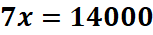 7x = 14000